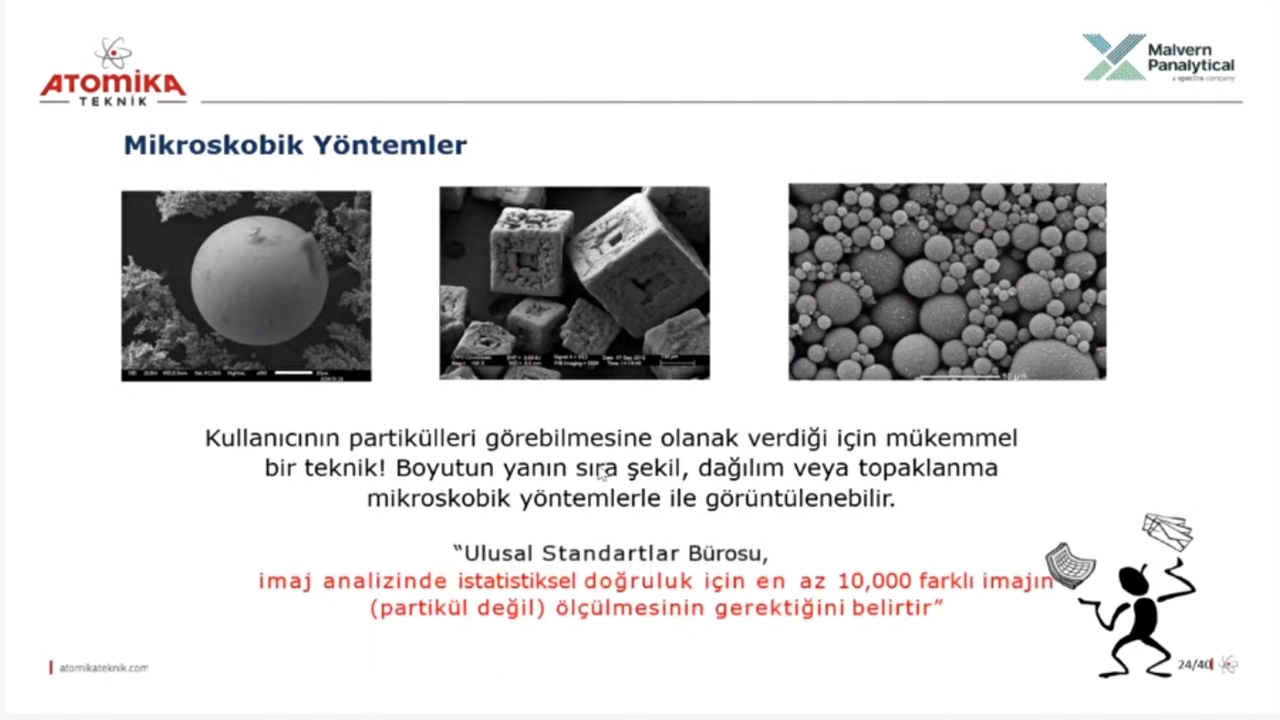 ATOMİKA
TEKNİK
Malvern
Panalytical
a spectris company
Mikroskobik Yöntemler
Kullanıcının partikülleri görebilmesine olanak verdiği için mükemmel
bir teknik! Boyutun yanın sıra şekil, dağılım veya topaklanma
mikroskobik yöntemlerle ile görüntülenebilir.
“Ulusal Standartlar Bürosu,
imaj analizinde istatistiksel doğruluk için en az 10,000 farklı imajın
(partikül değil) ölçülmesinin gerektiğini belirtir”
atomikateknik.com
24/40